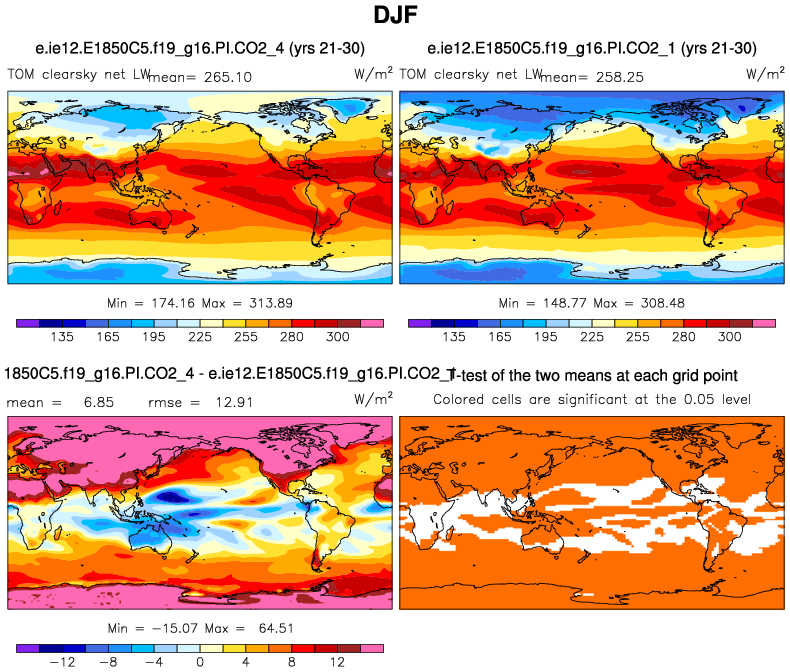 DJF
e.ie12.E1850C5.f19_g16.PI.CO2_4 (yrs 21-30)
e.ie12.E1850C5.f19_g16.PI.CO2_1 (yrs 21-30)
TOM clearsky net LW mean= 265.10 W/m²
TOM clearsky net LW mean= 258.25 W/m²
Min = 174.16 Max = 313.89
Min = 148.77 Max = 308.48
135 165 195 225 255 280 300
135 165 195 225 255 280 300
1850C5.f19_g16.PI.CO2_4 - e.ie12.E1850C5.f19_g16.PI.CO2_1
T-test of the two means at each grid point
mean = 6.85 rmse = 12.91 W/m²
Colored cells are significant at the 0.05 level
Min = -15.07 Max = 64.51
-12 -8 -4 0 4 8 12